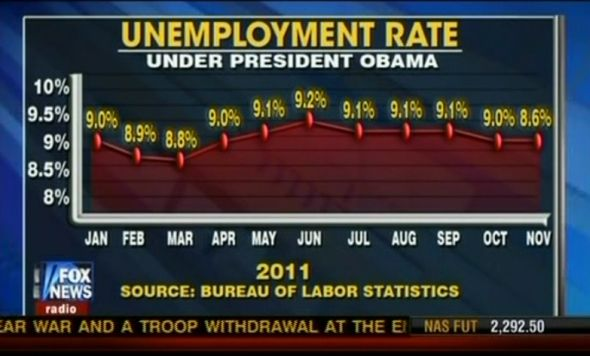 UNEMPLOYMENT RATE
UNDER PRESIDENT OBAMA
10%
9.5%
9%
8.5%
8%
9.0% 8.9% 8.8% 9.0% 9.1% 9.2% 9.1% 9.1% 9.1% 9.0% 8.6%
JAN FEB MAR APR MAY JUN JUL AUG SEP OCT NOV
2011
SOURCE: BUREAU OF LABOR STATISTICS
FOX
NEWS
radio
EAR WAR AND A TROOP WITHDRAWAL AT THE NAS FUT 2,292.50